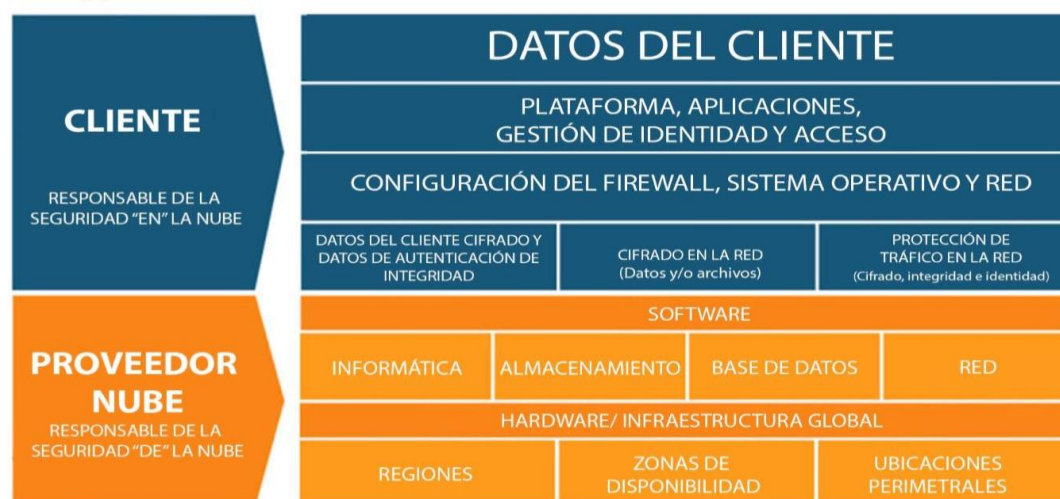 CLIENTE
RESPONSABLE DE LA
SEGURIDAD "EN" LA NUBE
DATOS DEL CLIENTE
PLATAFORMA, APLICACIONES,
GESTIÓN DE IDENTIDAD Y ACCESO
CONFIGURACIÓN DEL FIREWALL, SISTEMA OPERATIVO Y RED
DATOS DEL CLIENTE CIFRADO Y
DATOS DE AUTENTICACIÓN DE
INTEGRIDAD
CIFRADO EN LA RED
(Datos y/o archivos)
PROTECCIÓN DE
TRÁFICO EN LA RED
(Cifrado, integridad e identidad)
PROVEEDOR
NUBE
RESPONSABLE DE LA
SEGURIDAD "DE" LA NUBE
SOFTWARE
INFORMÁTICA
ALMACENAMIENTO
BASE DE DATOS
RED
HARDWARE/ INFRAESTRUCTURA GLOBAL
REGIONES
ZONAS DE
DISPONIBILIDAD
UBICACIONES
PERIMETRALES